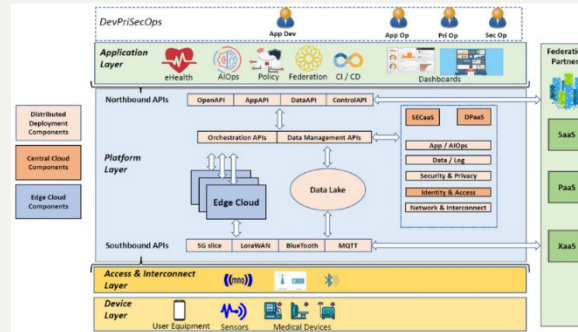 DevPriSecOps
App Dev
App Op
Pri Op
Sec Op
Application
Layer
eHealth
AIOps
Policy
Federation
CI / CD
Dashboards
Federation
Partner
Northbound APIs
OpenAPI
AppAPI
DataAPI
ControlAPI
SECaaS
DPaaS
Orchestration APIs
Data Management APIs
App / AIOps
Data / Log
Security & Privacy
Identity & Access
Network & Interconnect
Distributed
Deployment
Components
Central Cloud
Components
Edge Cloud
Components
Platform
Layer
Edge Cloud
Data Lake
SaaS
PaaS
XaaS
Southbound APIs
5G slice
LoraWAN
BlueTooth
MQTT
Access & Interconnect
Layer
Device
Layer
User Equipment
Sensors
Medical Devices